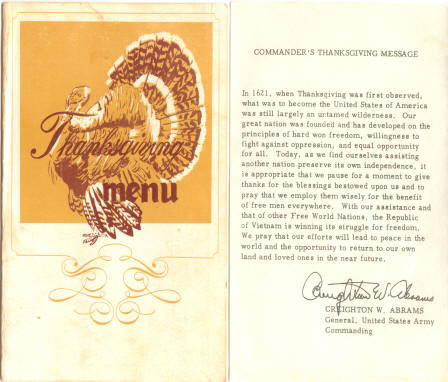 Thanksgiving
menu
COMMANDER'S THANKSGIVING MESSAGE
In 1621, when Thanksgiving was first observed,
what was to become the United States of America
was still largely an untamed wilderness. Our
great nation was founded and has developed on the
principles of hard won freedom, willingness to
fight against oppression, and equal opportunity
for all. Today, as we find ourselves assisting
another nation preserve its own independence, it
is appropriate that we pause for a moment to give
thanks for the blessings bestowed upon us and to
pray that we employ them wisely for the benefit
of free men everywhere. With our assistance and
that of other Free World Nations, the Republic
of Vietnam is winning its struggle for freedom.
We pray that our efforts will lead to peace in the
world and the opportunity to return to our own
land and loved ones in the near future.
Creighton W. Abrams
CREIGHTON W. ABRAMS
General, United States Army
Commanding